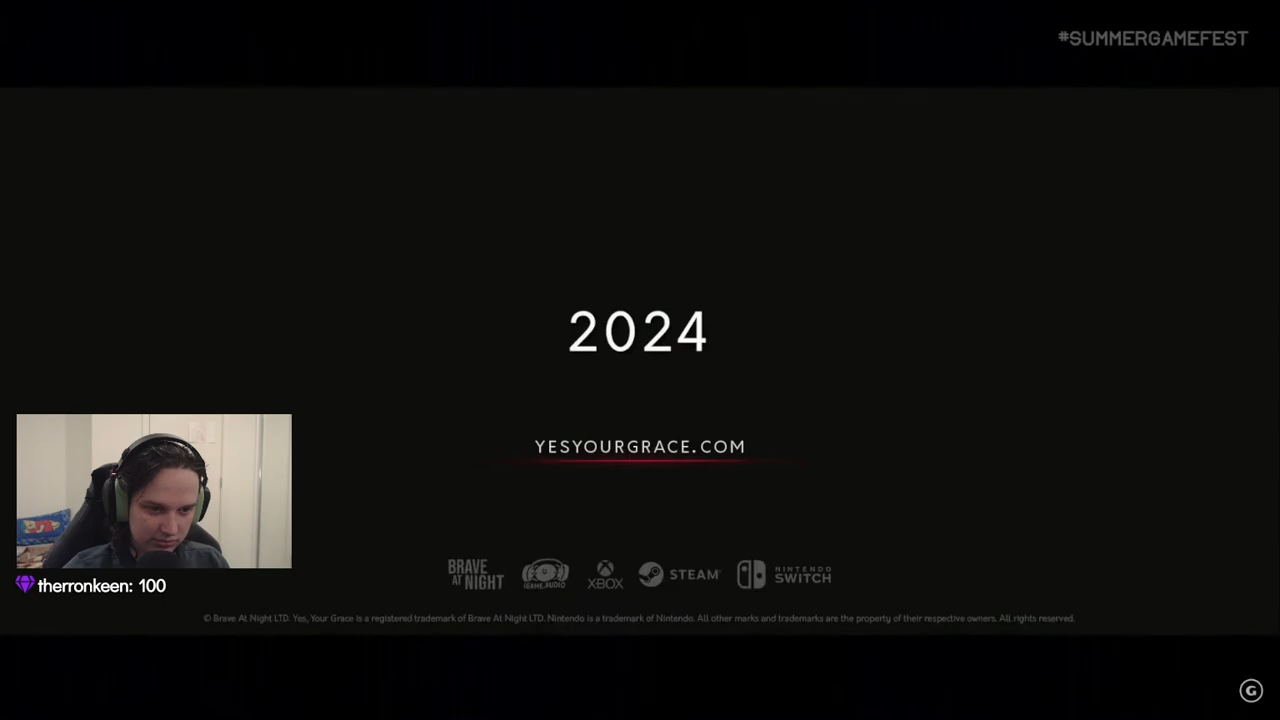 #SUMMERGAMEFEST
2024
YESYOURGRACE.COM
BRAVE AT NIGHT
GAME.AUDIO
XBOX
STEAM
NINTENDO SWITCH
therronkeen: 100
© Brave At Night LTD. Yes, Your Grace is a registered trademark of Brave At Night LTD. Nintendo is a trademark of Nintendo. All other marks and trademarks are the property of their respective owners. All rights reserved.
G